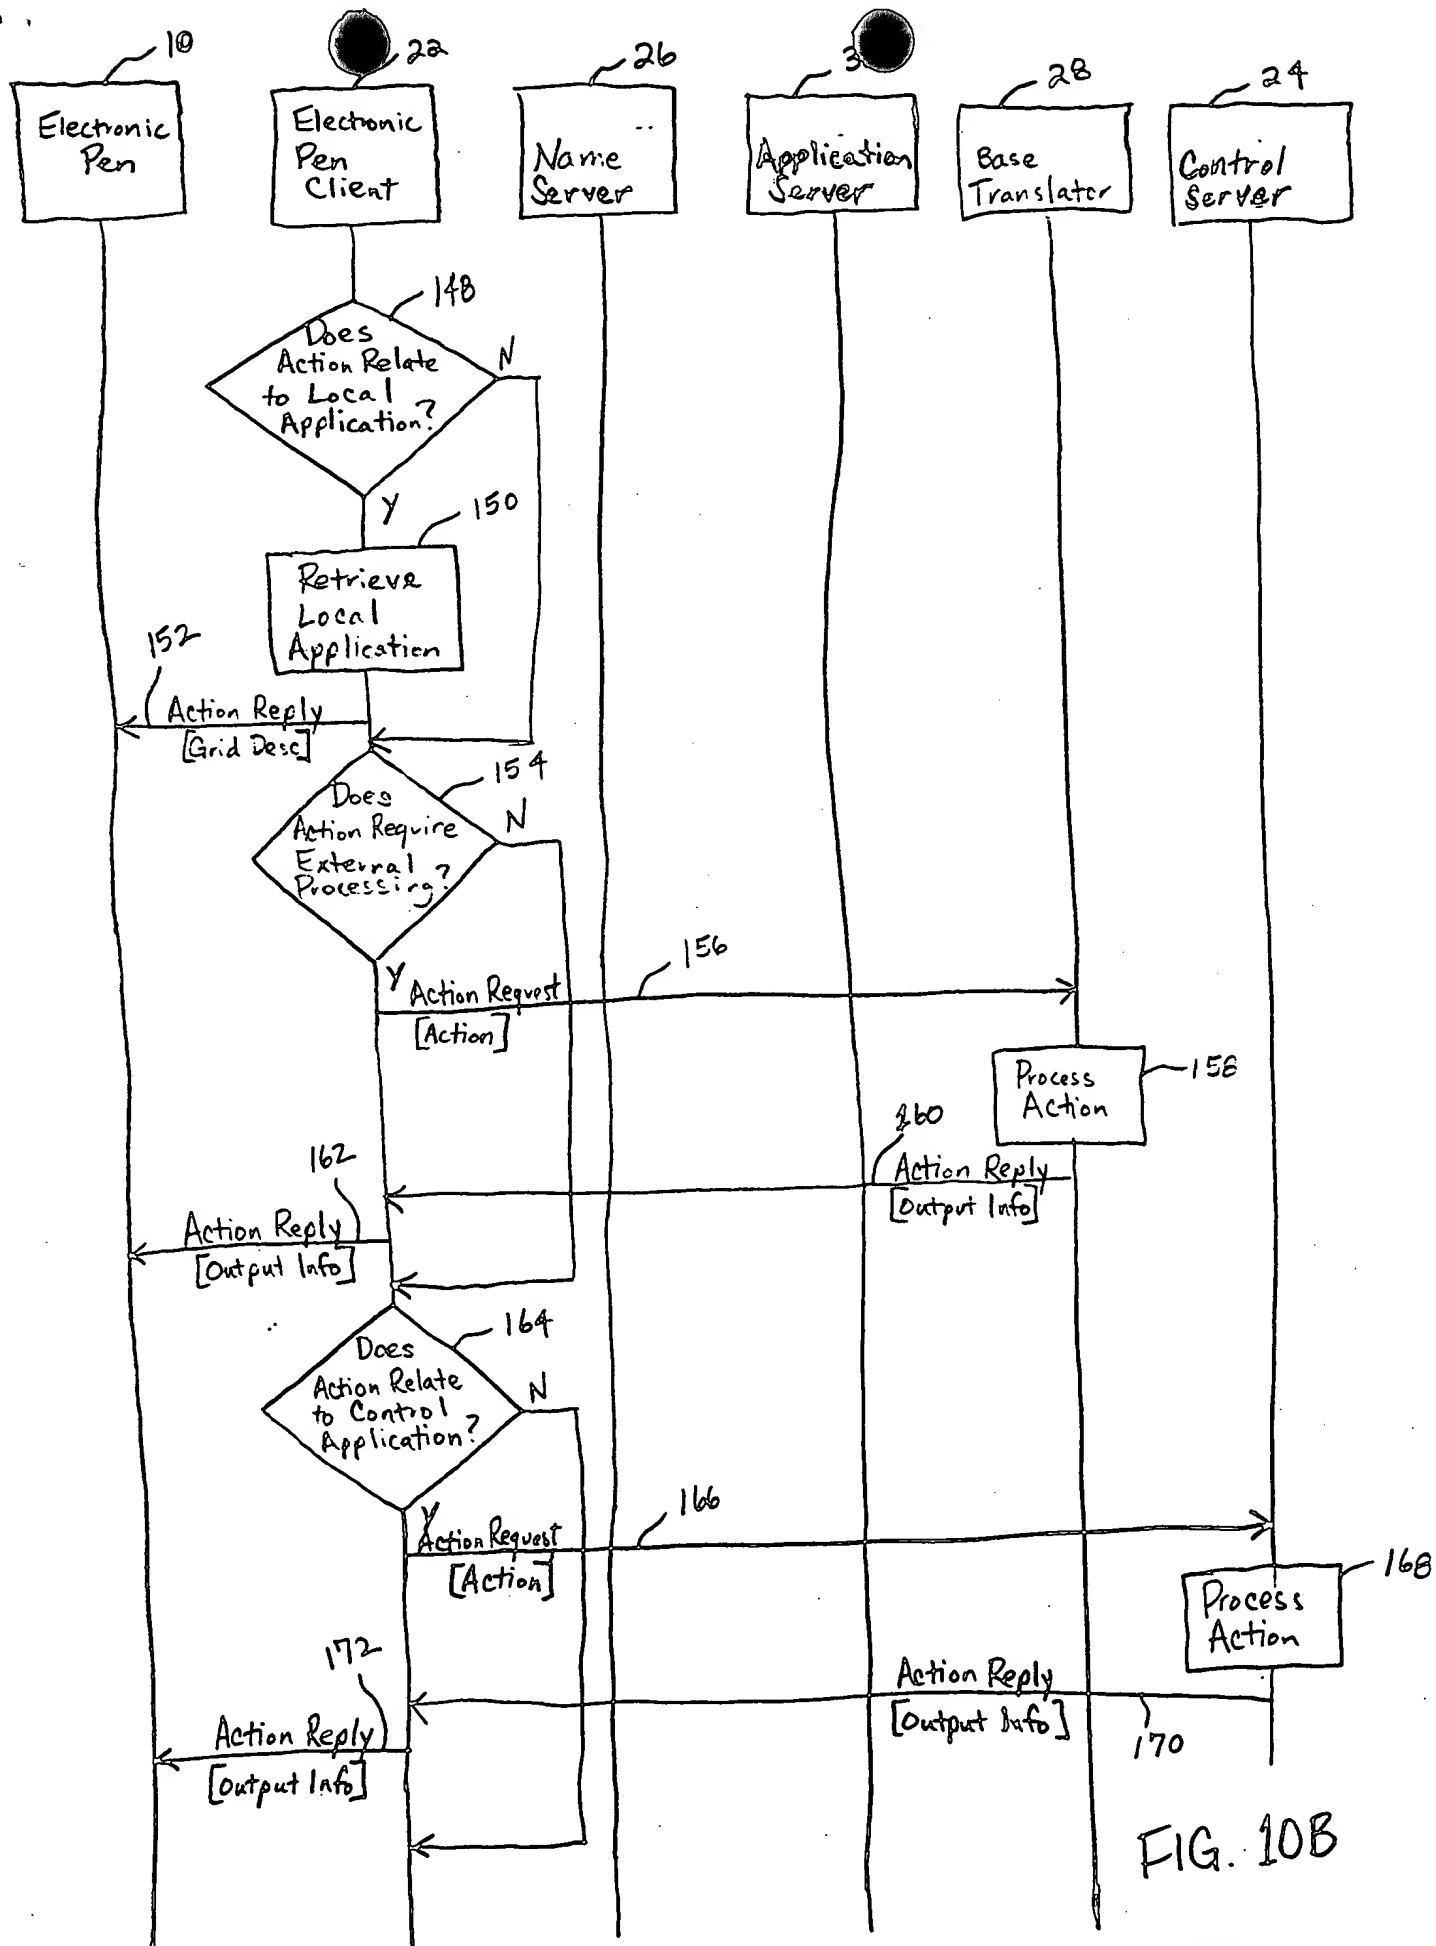 10
22
26
3
28
24
Electronic
Pen
Electronic
Pen
Client
Name
Server
Application
Server
Base
Translator
Control
Server
148
Does
Action Relate
to Local
Application?
N
Y
150
Retrieve
Local
Application
152
Action Reply
[Grid Desc]
154
Does
Action Require
External
Processing?
N
Y
Action Request
[Action]
156
Process
Action
158
160
Action Reply
[Output Info]
162
Action Reply
[Output Info]
164
Does
Action Relate
to Control
Application?
N
Y
Action Request
[Action]
166
Process
Action
168
Action Reply
[Output Info]
170
172
Action Reply
[Output Info]
FIG. 10B